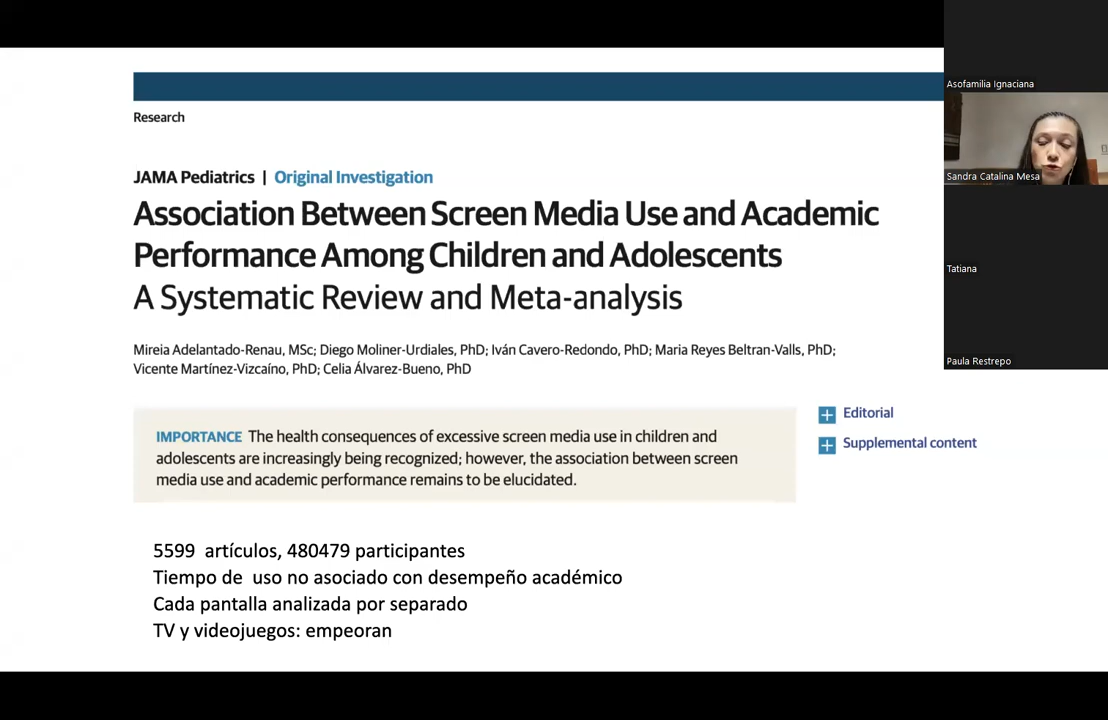 Research
JAMA Pediatrics | Original Investigation
Association Between Screen Media Use and Academic
Performance Among Children and Adolescents
A Systematic Review and Meta-analysis
Mireia Adelantado-Renau, MSc; Diego Moliner-Urdiales, PhD; Iván Cavero-Redondo, PhD; Maria Reyes Beltran-Valls, PhD;
Vicente Martínez-Vizcaíno, PhD; Celia Álvarez-Bueno, PhD
IMPORTANCE The health consequences of excessive screen media use in children and
adolescents are increasingly being recognized; however, the association between screen
media use and academic performance remains to be elucidated.
Editorial
Supplemental content
5599 artículos, 480479 participantes
Tiempo de uso no asociado con desempeño académico
Cada pantalla analizada por separado
TV y videojuegos: empeoran
Asofamilia Ignaciana
Sandra Catalina Mesa
Tatiana
Paula Restrepo